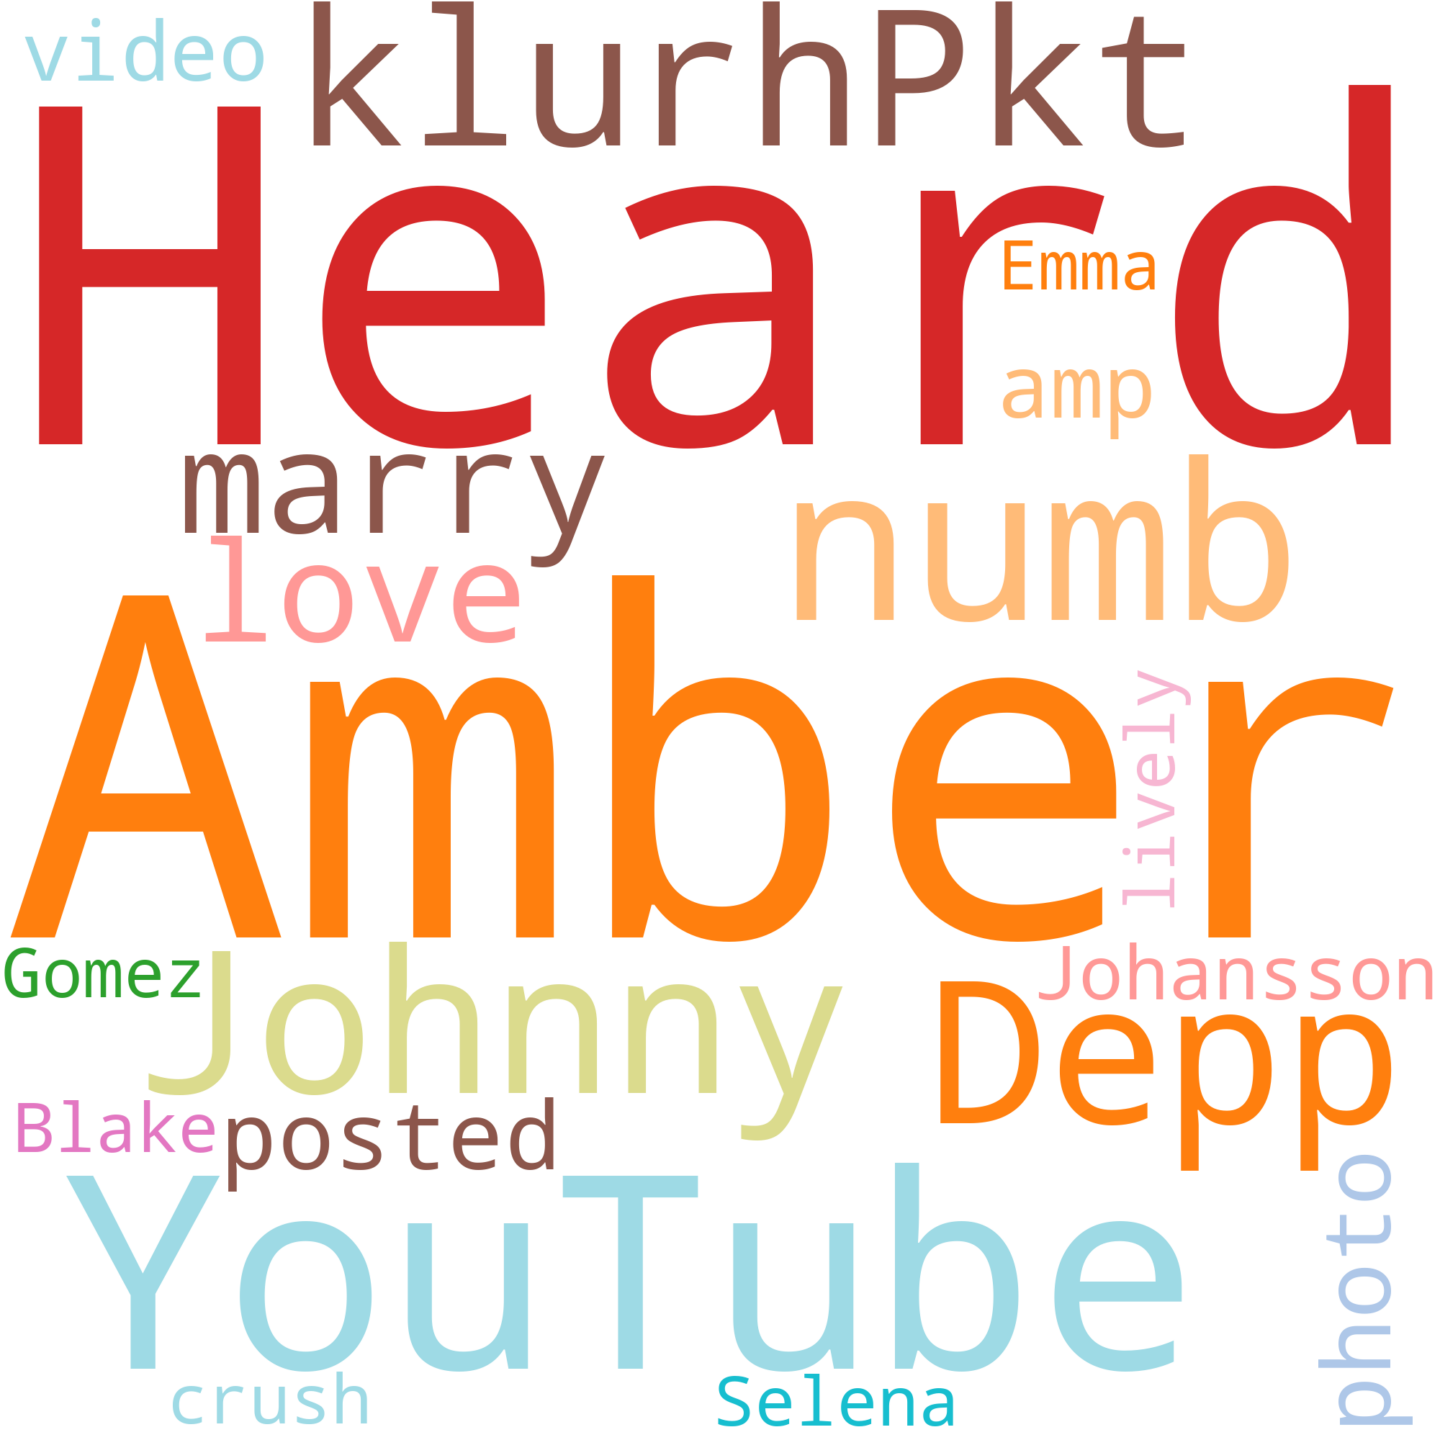 video
klurhPkt
Heard
Emma
amp
marry
numb
love
Amber
lively
Gomez
Johnny
Johansson
Depp
Blake
posted
YouTube
photo
crush
Selena